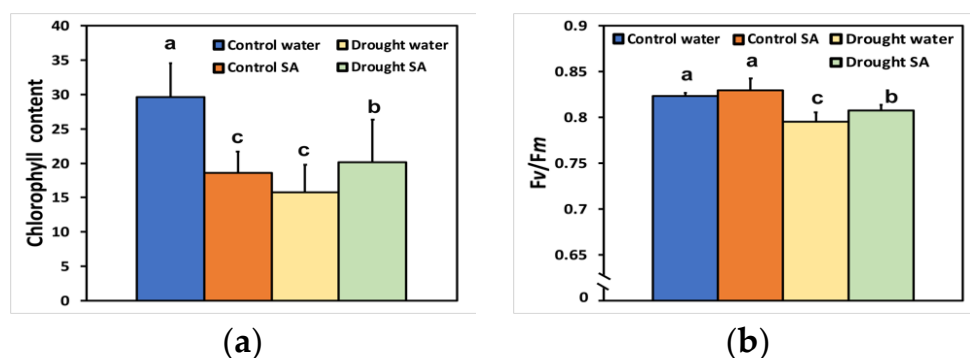 40
35
30
25
20
15
10
5
0
Chlorophyll content
Control water
Drought water
Control SA
Drought SA
a
c
c
b
(a)
0.9
0.85
0.8
0.75
0.7
0.65
0
Fv/Fm
Control water
Control SA
Drought water
Drought SA
a
a
c
b
(b)